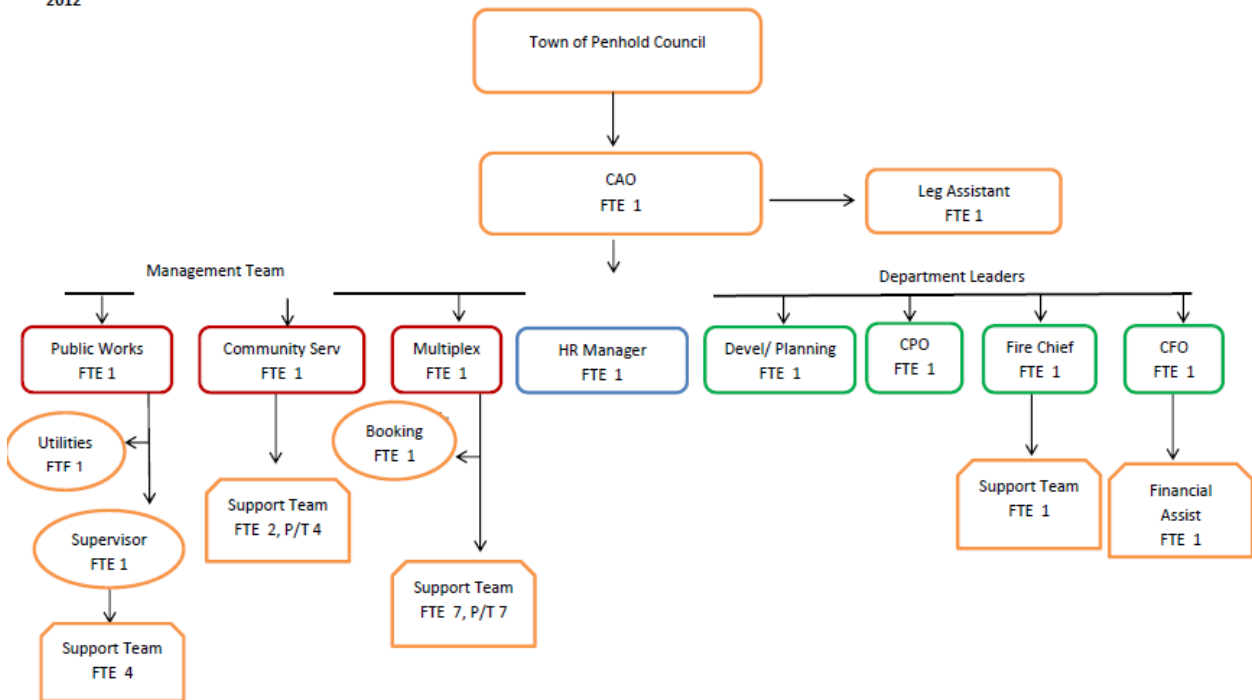 2012
Town of Penhold Council
CAO
FTE 1
Leg Assistant
FTE 1
Management Team
Department Leaders
Public Works
FTE 1
Community Serv
FTE 1
Multiplex
FTE 1
HR Manager
FTE 1
Devel/ Planning
FTE 1
CPO
FTE 1
Fire Chief
FTE 1
CFO
FTE 1
Utilities
FTE 1
Booking
FTE 1
Support Team
FTE 2, P/T 4
Support Team
FTE 1
Financial
Assist
FTE 1
Supervisor
FTE 1
Support Team
FTE 7, P/T 7
Support Team
FTE 4